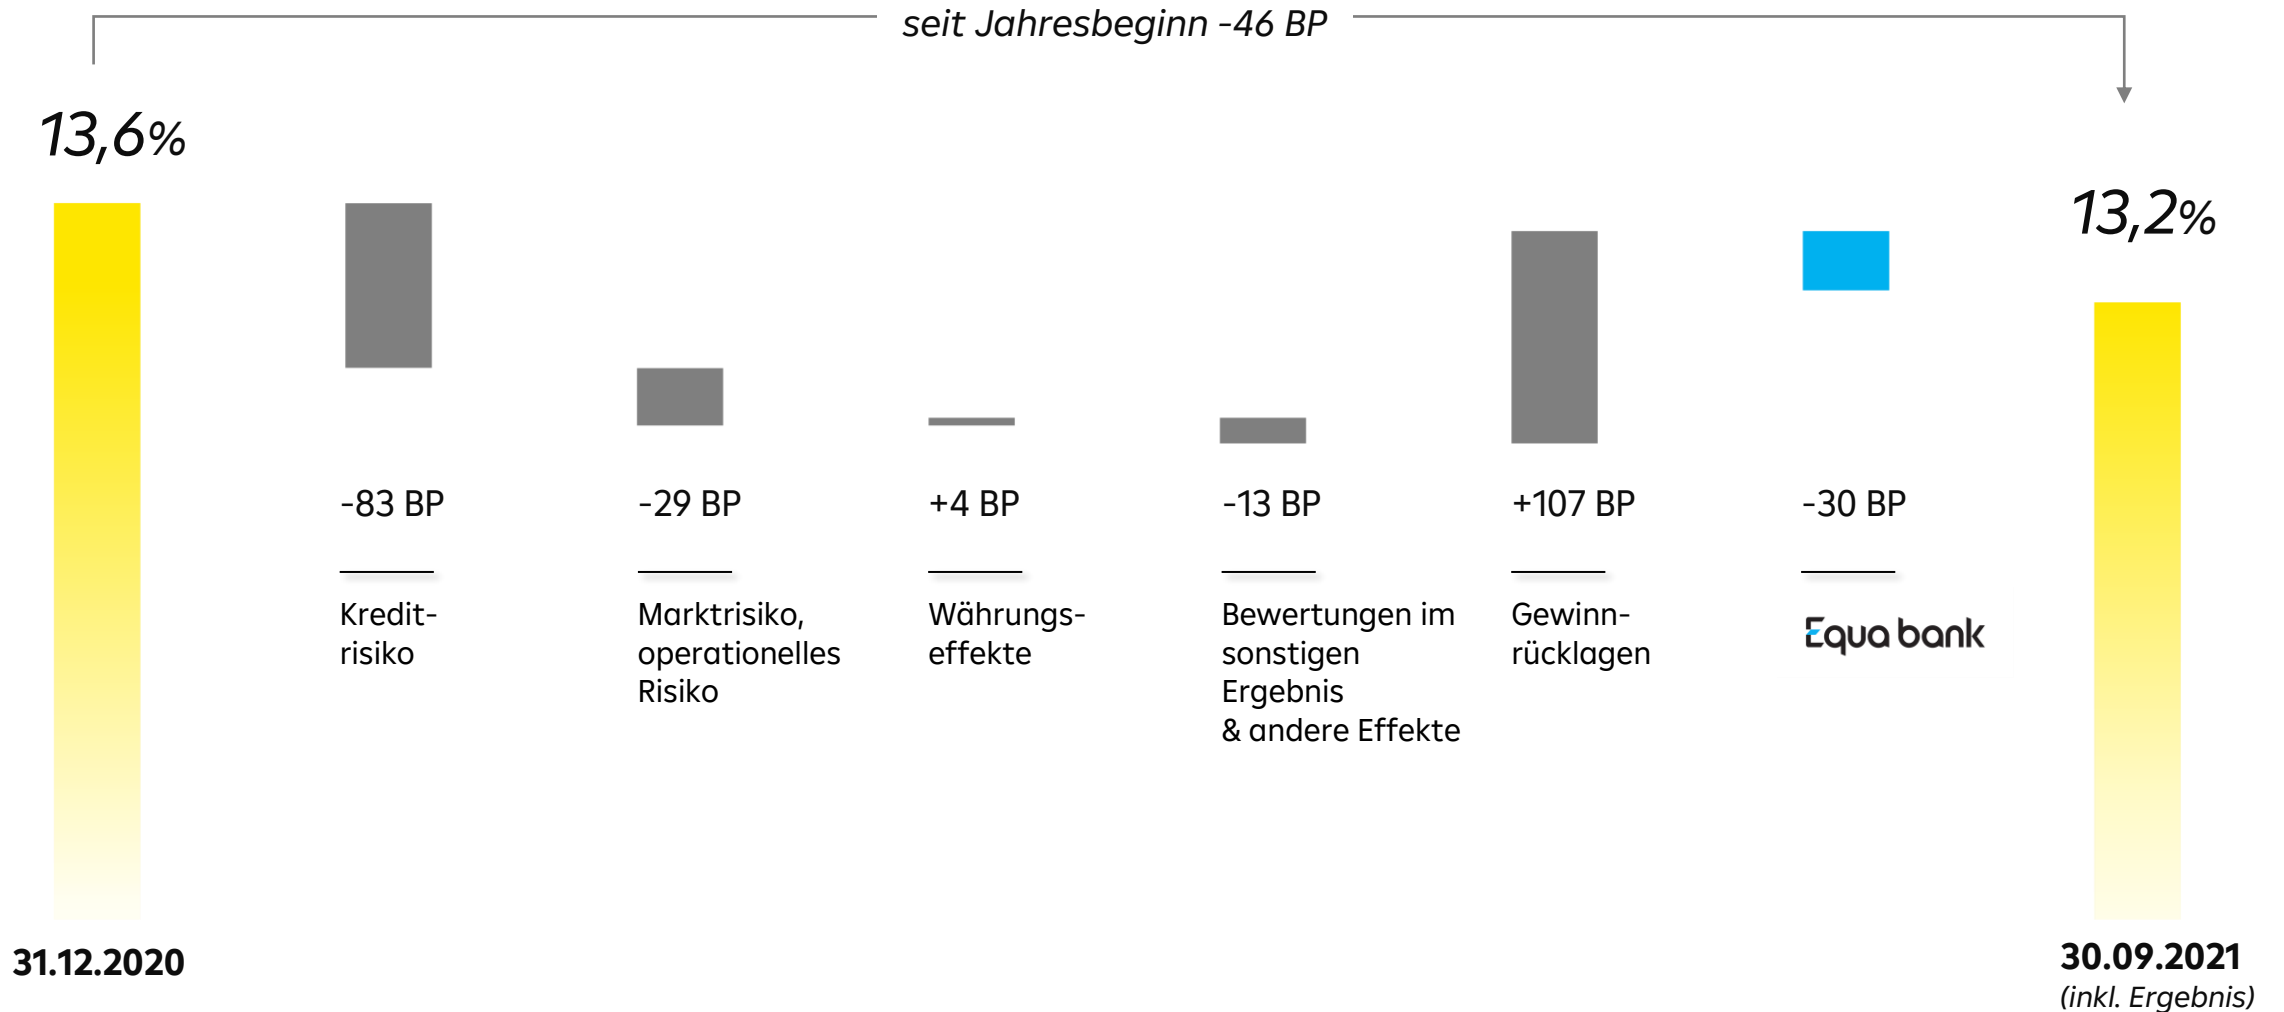 seit Jahresbeginn -46 BP
13,6%
13,2%
-83 BP
-29 BP
+4 BP
-13 BP
+107 BP
-30 BP
Kredit-
risiko
Marktrisiko,
operationelles
Risiko
Währungs-
effekte
Bewertungen im
sonstigen
Ergebnis
& andere Effekte
Gewinn-
rücklagen
Equa bank
31.12.2020
30.09.2021
(inkl. Ergebnis)